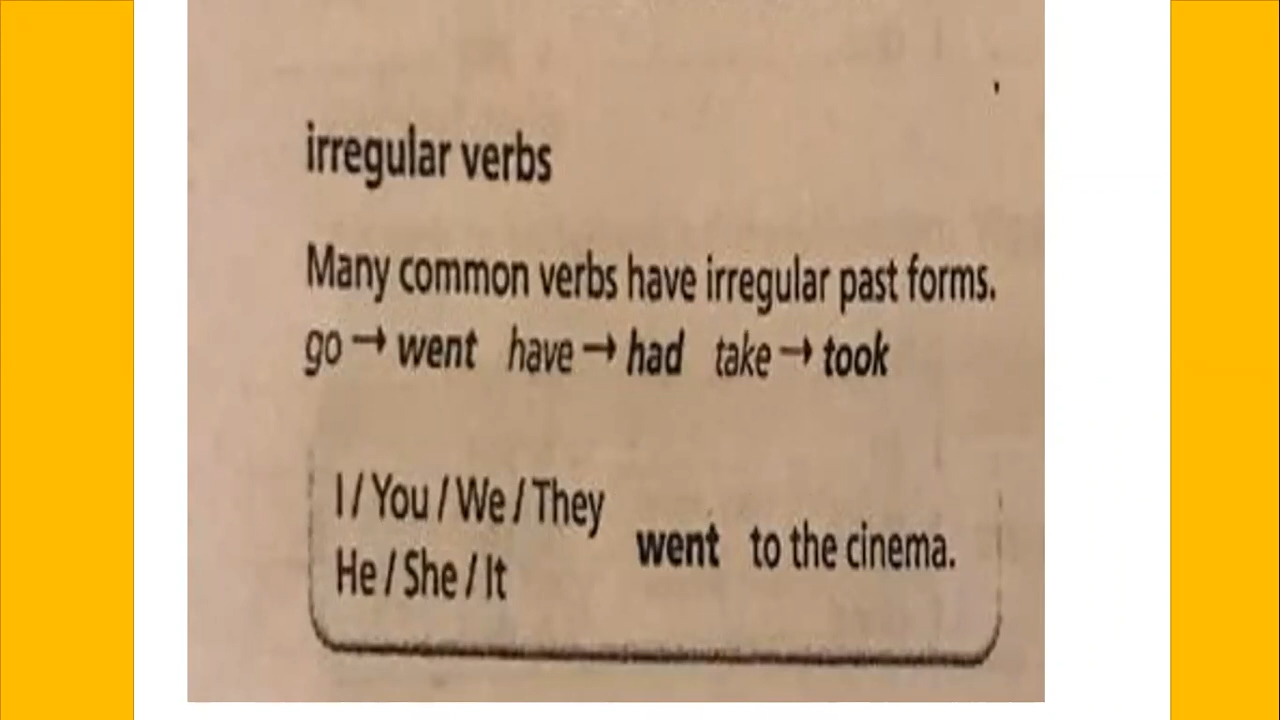 irregular verbs
Many common verbs have irregular past forms.
go → went have → had take → took
I / You / We / They
went to the cinema.
He / She / It